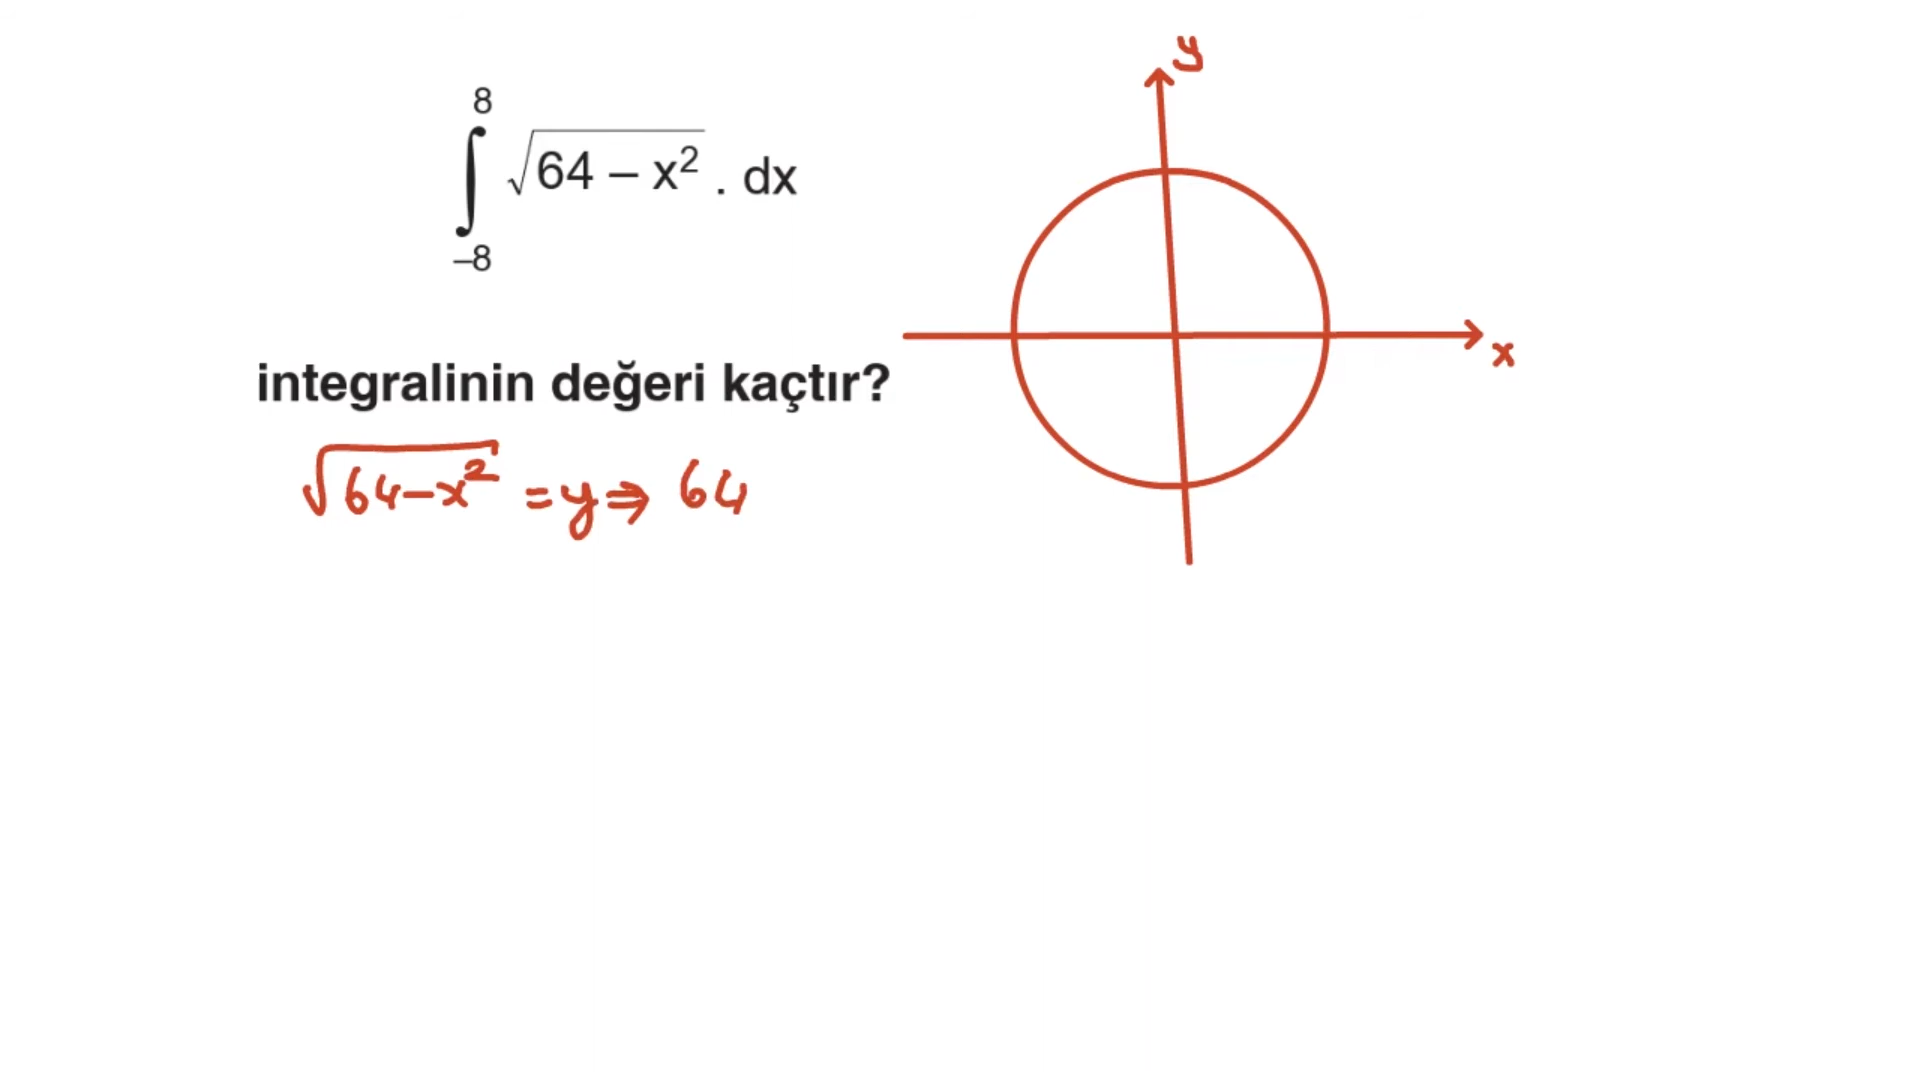 8
∫ √64 – x² . dx
–8
integralinin değeri kaçtır?
√64-x² = y ⇒ 64
y
x